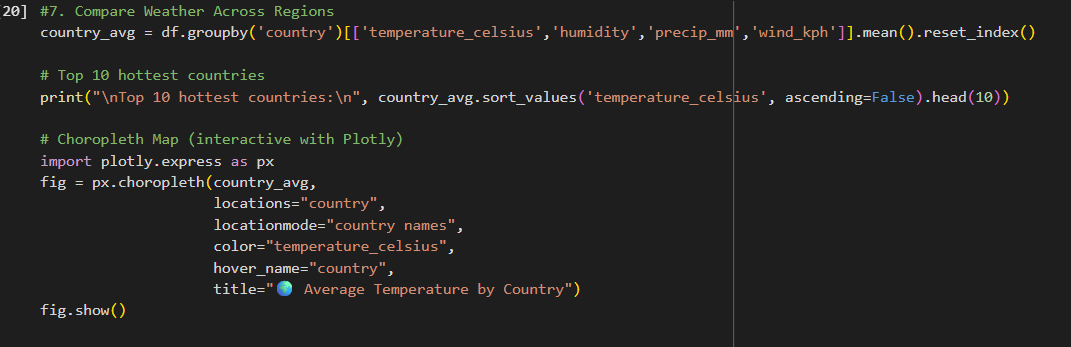 [20] #7. Compare Weather Across Regions
country_avg = df.groupby('country')[['temperature_celsius','humidity','precip_mm','wind_kph']].mean().reset_index()
# Top 10 hottest countries
print("\nTop 10 hottest countries:\n", country_avg.sort_values('temperature_celsius', ascending=False).head(10))
# Choropleth Map (interactive with Plotly)
import plotly.express as px
fig = px.choropleth(country_avg,
                    locations="country",
                    locationmode="country names",
                    color="temperature_celsius",
                    hover_name="country",
                    title="🌍 Average Temperature by Country")
fig.show()